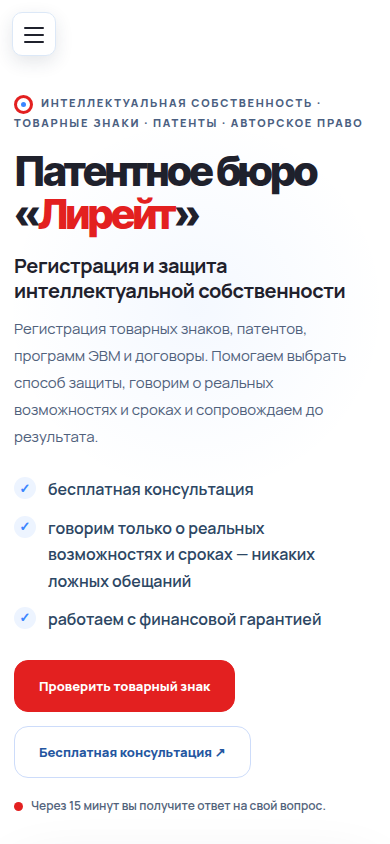 ИНТЕЛЛЕКТУАЛЬНАЯ СОБСТВЕННОСТЬ ·
ТОВАРНЫЕ ЗНАКИ · ПАТЕНТЫ · АВТОРСКОЕ ПРАВО
Патентное бюро
«Лирейт»
Регистрация и защита
интеллектуальной собственности
Регистрация товарных знаков, патентов,
программ ЭВМ и договоры. Помогаем выбрать
способ защиты, говорим о реальных
возможностях и сроках и сопровождаем до
результата.
✓ бесплатная консультация
✓ говорим только о реальных
возможностях и сроках — никаких
ложных обещаний
✓ работаем с финансовой гарантией
Проверить товарный знак
Бесплатная консультация ↗
Через 15 минут вы получите ответ на свой вопрос.